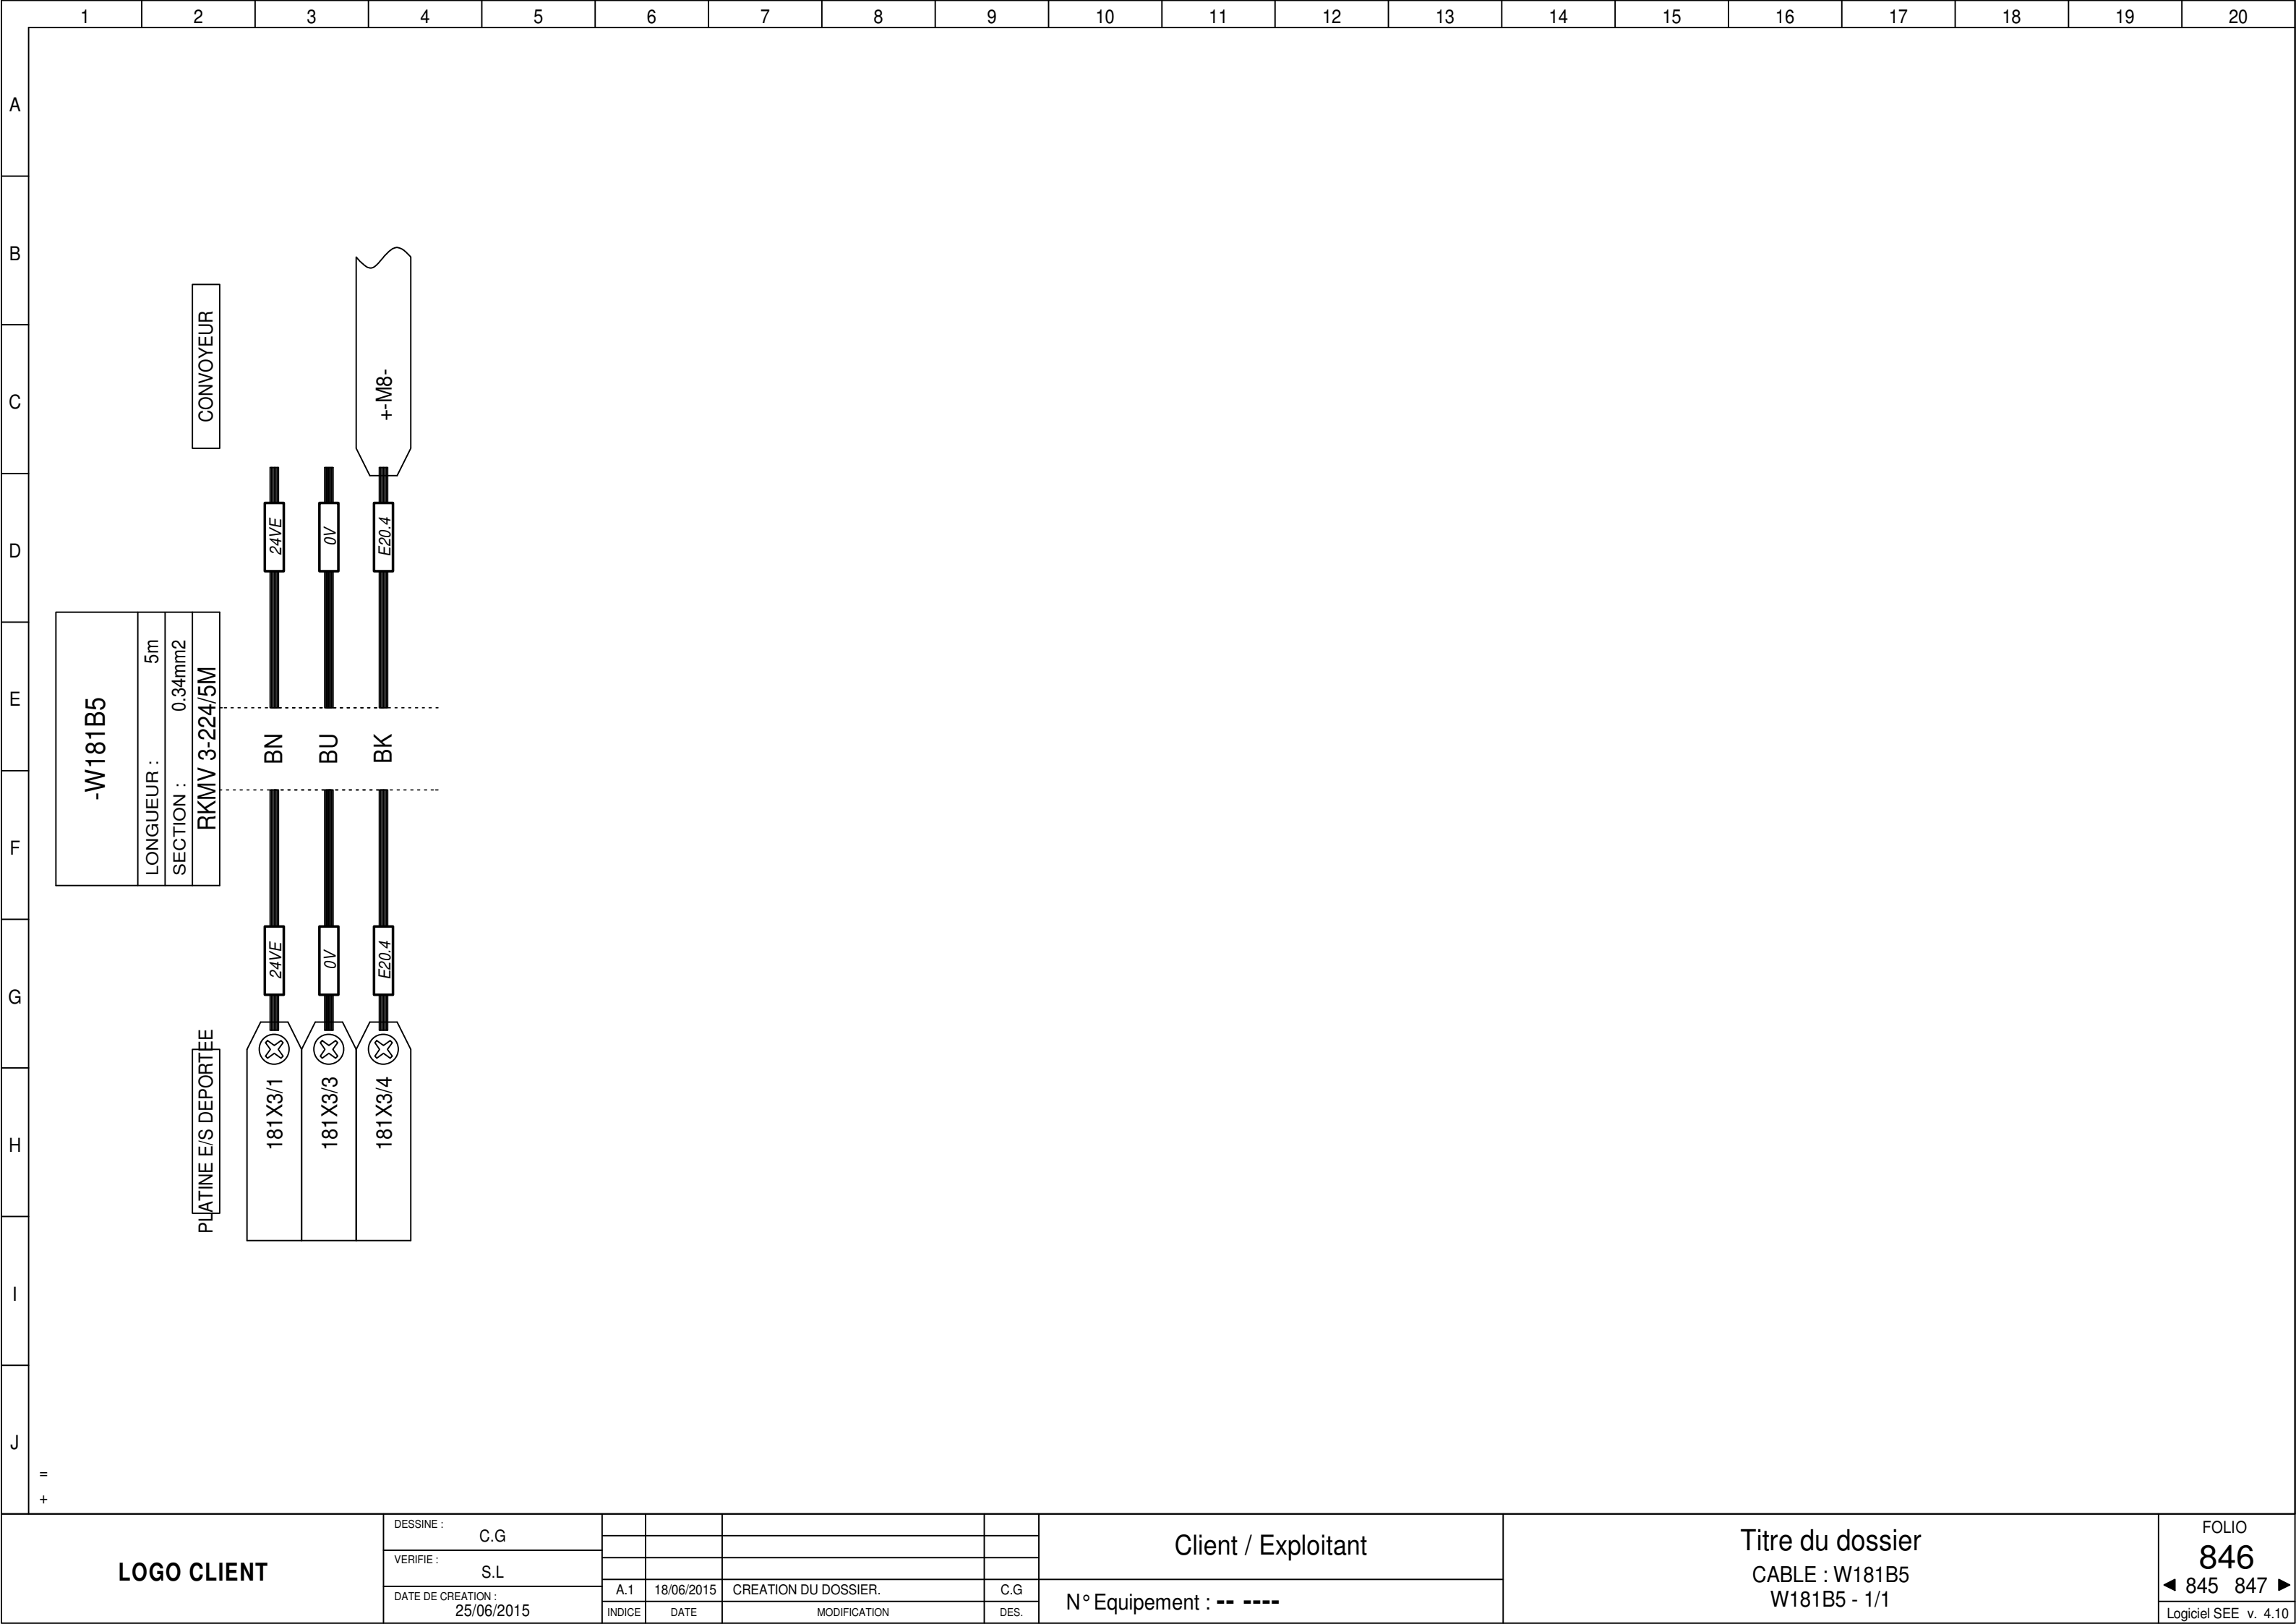 1 2 3 4 5 6 7 8 9 10 11 12 13 14 15 16 17 18 19 20
A
B
C
D
E
F
G
H
I
J
CONVOYEUR
+-M8-
24VE 0V E20.4
-W181B5
LONGUEUR : 5m
SECTION : 0.34mm2
RKMV 3-224/5M
BN BU BK
24VE 0V E20.4
PLATINE E/S DEPORTEE
181X3/1
181X3/3
181X3/4
=
+
LOGO CLIENT
DESSINE :
C.G
VERIFIE :
S.L
DATE DE CREATION :
25/06/2015
A.1 18/06/2015 CREATION DU DOSSIER. C.G
INDICE DATE MODIFICATION DES.
Client / Exploitant
N° Equipement : -- ----
Titre du dossier
CABLE : W181B5
W181B5 - 1/1
FOLIO
846
◄ 845 847 ►
Logiciel SEE v. 4.10